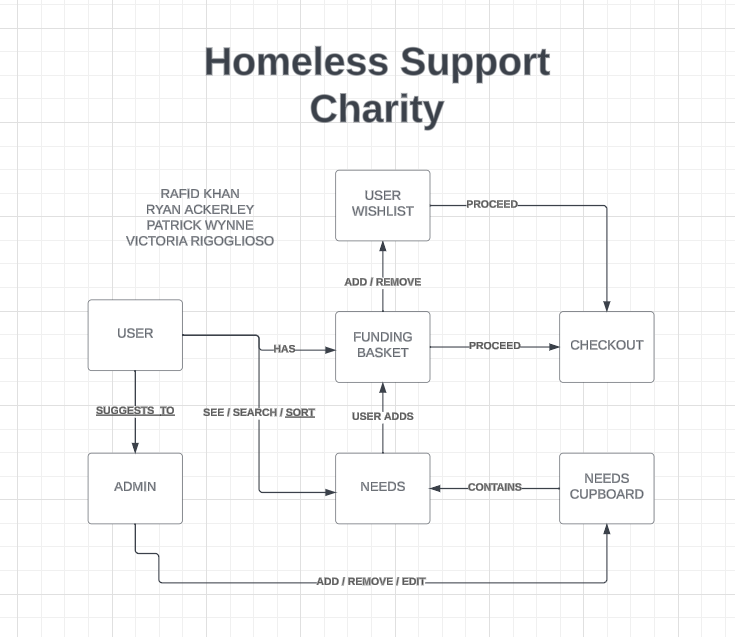 Homeless Support
Charity
RAFID KHAN
RYAN ACKERLEY
PATRICK WYNNE
VICTORIA RIGOGLIOSO
USER
WISHLIST
PROCEED
ADD / REMOVE
USER
HAS
FUNDING
BASKET
PROCEED
CHECKOUT
SUGGESTS TO
SEE / SEARCH / SORT
USER ADDS
ADMIN
NEEDS
CONTAINS
NEEDS
CUPBOARD
ADD / REMOVE / EDIT